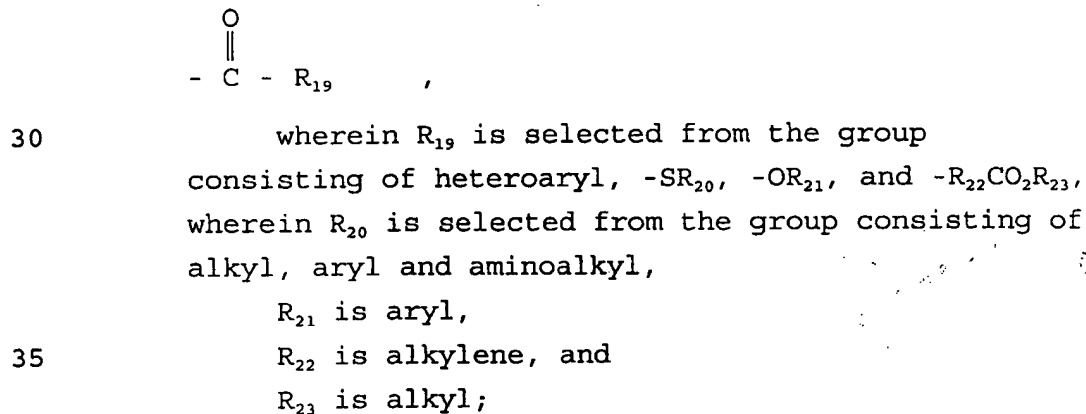 O
||
- C - R₁₉ ,
30 wherein R₁₉ is selected from the group
consisting of heteroaryl, -SR₂₀, -OR₂₁, and -R₂₂CO₂R₂₃,
wherein R₂₀ is selected from the group consisting of
alkyl, aryl and aminoalkyl,
R₂₁ is aryl,
35 R₂₂ is alkylene, and
R₂₃ is alkyl;